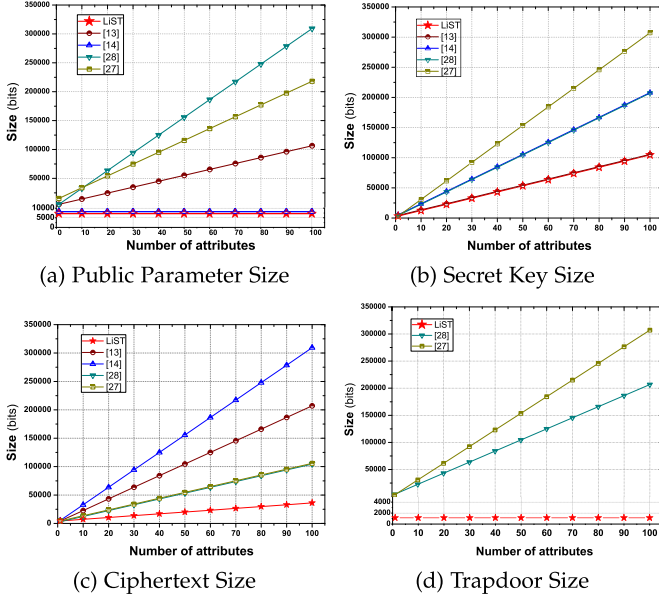 350000
300000
250000
200000
150000
100000
50000
10000
5000
0
Size (bits)
LiST
[13]
[14]
[28]
[27]
0 10 20 30 40 50 60 70 80 90 100
Number of attributes
(a) Public Parameter Size
350000
300000
250000
200000
150000
100000
50000
0
Size (bits)
LiST
[13]
[14]
[28]
[27]
0 10 20 30 40 50 60 70 80 90 100
Number of attributes
(b) Secret Key Size
350000
300000
250000
200000
150000
100000
50000
0
Size (bits)
LiST
[13]
[14]
[28]
[27]
0 10 20 30 40 50 60 70 80 90 100
Number of attributes
(c) Ciphertext Size
350000
300000
250000
200000
150000
100000
50000
4000
2000
0
Size (bits)
LiST
[28]
[27]
0 10 20 30 40 50 60 70 80 90 100
Number of attributes
(d) Trapdoor Size